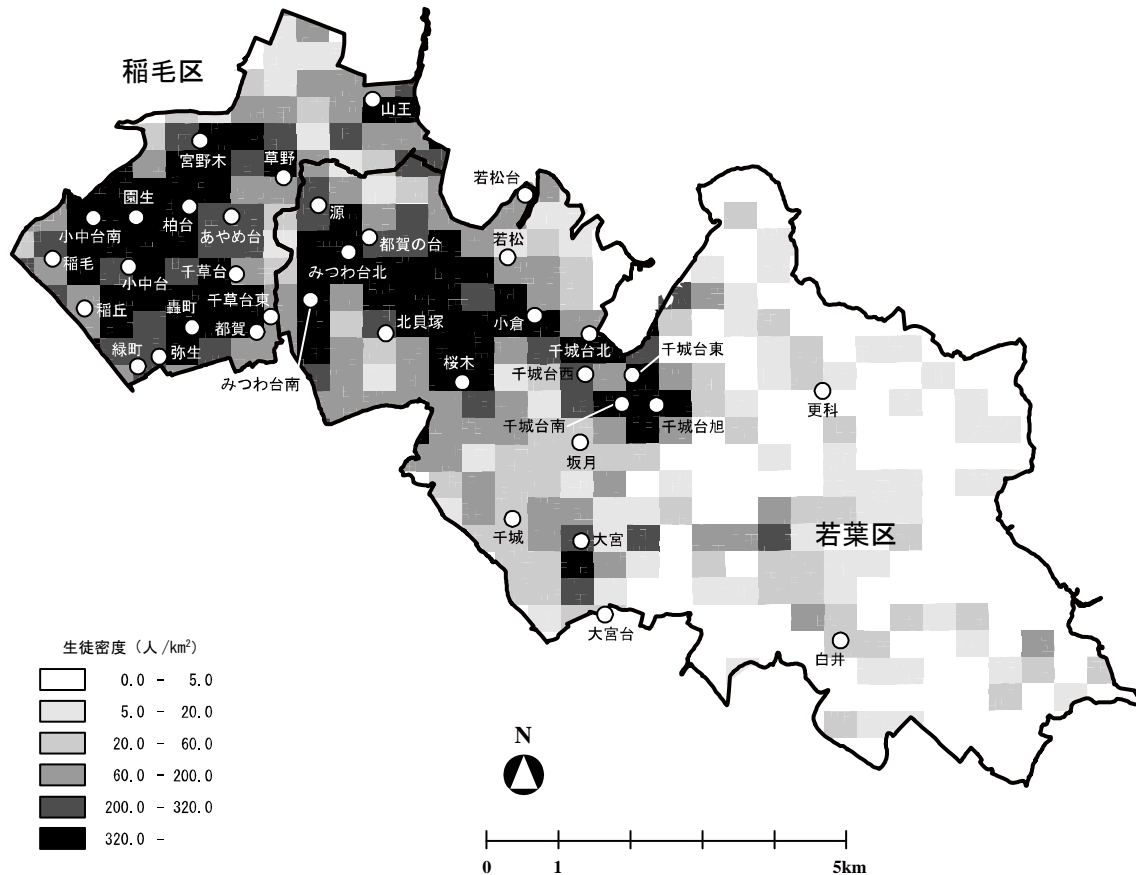 稲毛区
山王
宮野木
草野
若松台
園生
源
小中台南
柏台
あやめ台
都賀の台
若松
稲毛
千草台
みつわ台北
小中台
千草台東
稲丘
轟町
都賀
北貝塚
小倉
千城台北
千城台東
緑町
弥生
みつわ台南
桜木
千城台西
更科
千城台南
千城台旭
坂月
千城
大宮
若葉区
大宮台
白井
生徒密度（人/km²）
0.0 - 5.0
5.0 - 20.0
20.0 - 60.0
60.0 - 200.0
200.0 - 320.0
320.0 -
N
0 1 5km